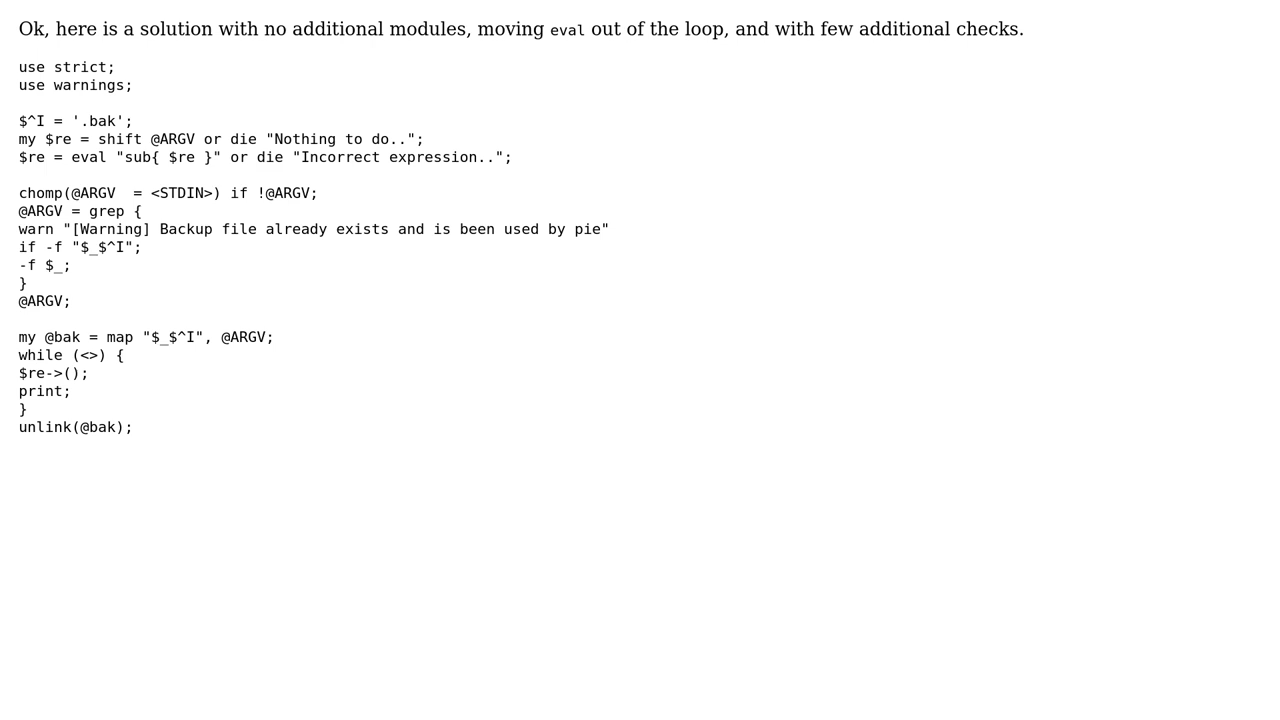 Ok, here is a solution with no additional modules, moving eval out of the loop, and with few additional checks.
use strict;
use warnings;
$^I = '.bak';
my $re = shift @ARGV or die "Nothing to do..";
$re = eval "sub{ $re }" or die "Incorrect expression..";
chomp(@ARGV  = <STDIN>) if !@ARGV;
@ARGV = grep {
warn "[Warning] Backup file already exists and is been used by pie"
if -f "$_$^I";
-f $_;
}
@ARGV;
my @bak = map "$_$^I", @ARGV;
while (<>) {
$re->();
print;
}
unlink(@bak);